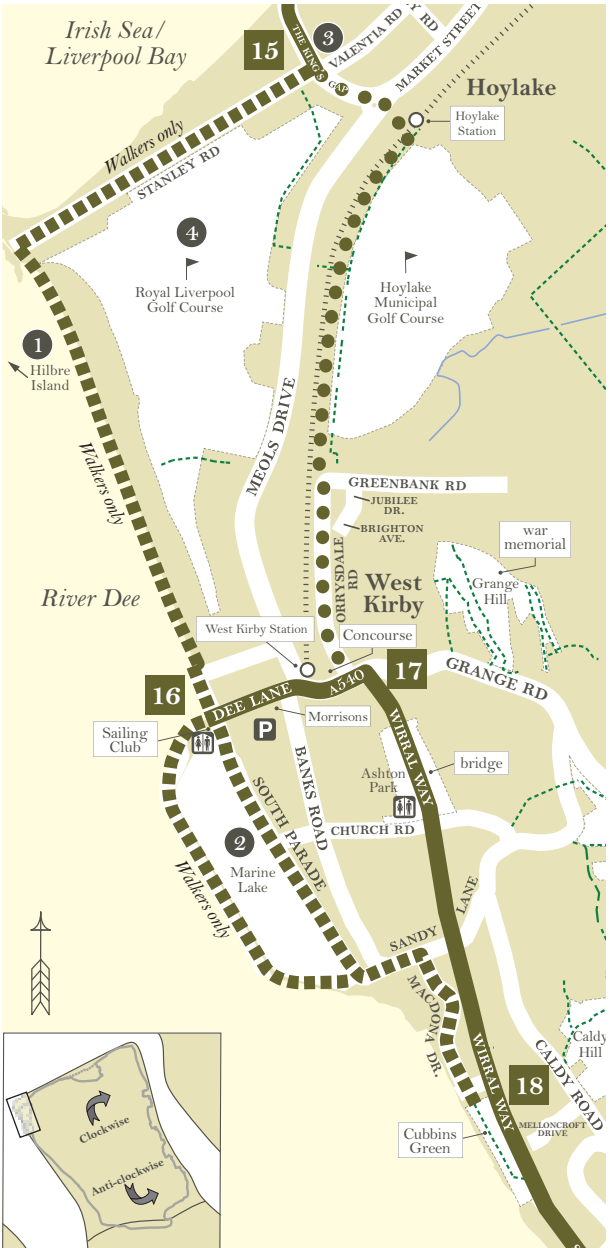 Irish Sea/
Liverpool Bay
15
3
THE KING'S
GAP
VALENTIA RD
Y RD
MARKET STREET
Hoylake
Hoylake
Station
Walkers only
STANLEY RD
4
Royal Liverpool
Golf Course
Hoylake
Municipal
Golf Course
1
Hilbre
Island
MEOLS DRIVE
Walkers only
GREENBANK RD
JUBILEE
DR.
BRIGHTON
AVE.
ORRYSDALE
RD
war
memorial
Grange
Hill
River Dee
West
Kirby
West Kirby Station
Concourse
16
17
DEE LANE
A540
GRANGE RD
Sailing
Club
P
Morrisons
WIRRAL WAY
bridge
Ashton
Park
BANKS ROAD
SOUTH PARADE
CHURCH RD
2
Marine
Lake
Walkers only
SANDY
LANE
MACDONA DR.
WIRRAL WAY
18
CALDY ROAD
Caldy
Hill
MELLONCROFT
DRIVE
Cubbins
Green
Clockwise
Anti-clockwise